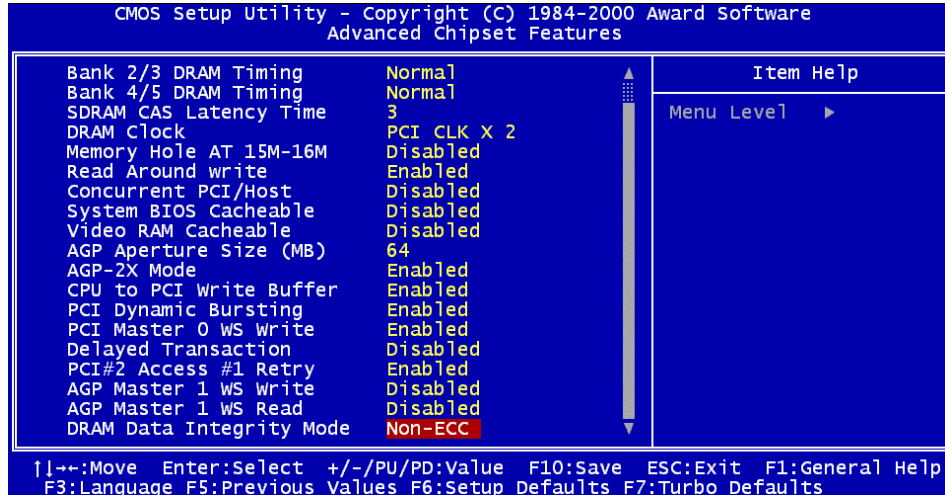 CMOS Setup Utility - Copyright (C) 1984-2000 Award Software
Advanced Chipset Features
Bank 2/3 DRAM Timing Normal
Bank 4/5 DRAM Timing Normal
SDRAM CAS Latency Time 3
DRAM Clock PCI CLK X 2
Memory Hole AT 15M-16M Disabled
Read Around write Enabled
Concurrent PCI/Host Disabled
System BIOS Cacheable Disabled
Video RAM Cacheable Disabled
AGP Aperture Size (MB) 64
AGP-2X Mode Enabled
CPU to PCI Write Buffer Enabled
PCI Dynamic Bursting Enabled
PCI Master 0 WS Write Enabled
Delayed Transaction Disabled
PCI#2 Access #1 Retry Enabled
AGP Master 1 WS Write Disabled
AGP Master 1 WS Read Disabled
DRAM Data Integrity Mode Non-ECC
Item Help
Menu Level ►
↑↓→←:Move Enter:Select +/-/PU/PD:Value F10:Save ESC:Exit F1:General Help
F3:Language F5:Previous Values F6:Setup Defaults F7:Turbo Defaults